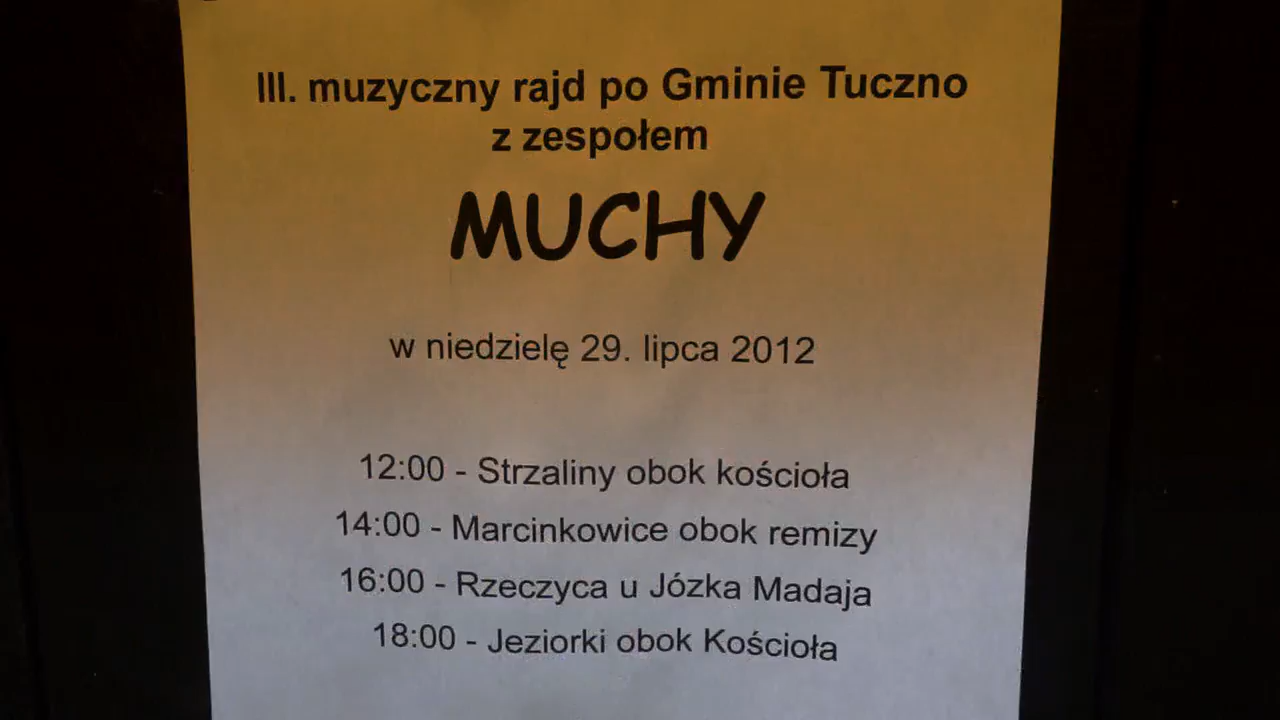 III. muzyczny rajd po Gminie Tuczno
z zespołem
MUCHY
w niedzielę 29. lipca 2012
12:00 - Strzaliny obok kościoła
14:00 - Marcinkowice obok remizy
16:00 - Rzeczyca u Józka Madaja
18:00 - Jeziorki obok Kościoła